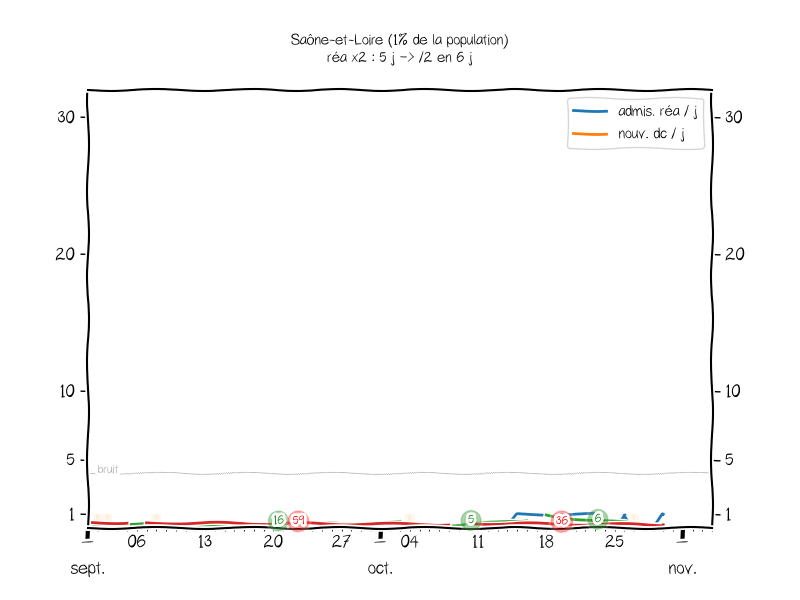 Saône-et-Loire (1% de la population)
réa x2 : 5 j -> /2 en 6 j
admis. réa / j
nouv. dc / j
30
30
20
20
10
10
5
5
bruit
1
1
16
59
5
36
6
06
13
20
27
04
11
18
25
sept.
oct.
nov.